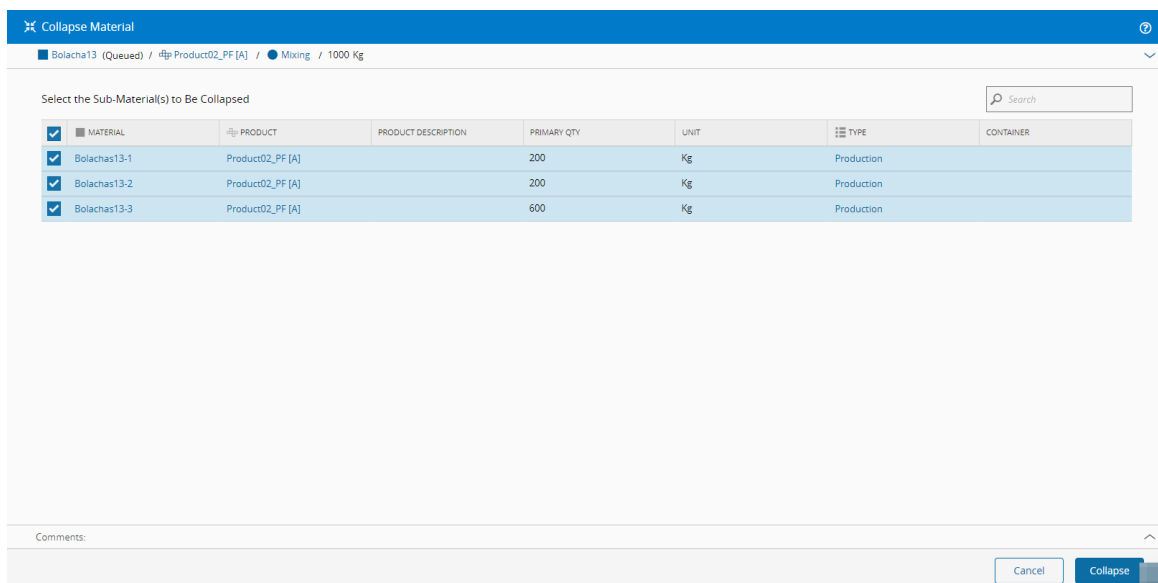 Collapse Material
Bolacha13 (Queued) / Product02_PF [A] / Mixing / 1000 Kg
Select the Sub-Material(s) to Be Collapsed
Search
MATERIAL PRODUCT PRODUCT DESCRIPTION PRIMARY QTY UNIT TYPE CONTAINER
Bolachas13-1 Product02_PF [A] 200 Kg Production
Bolachas13-2 Product02_PF [A] 200 Kg Production
Bolachas13-3 Product02_PF [A] 600 Kg Production
Comments:
Cancel Collapse